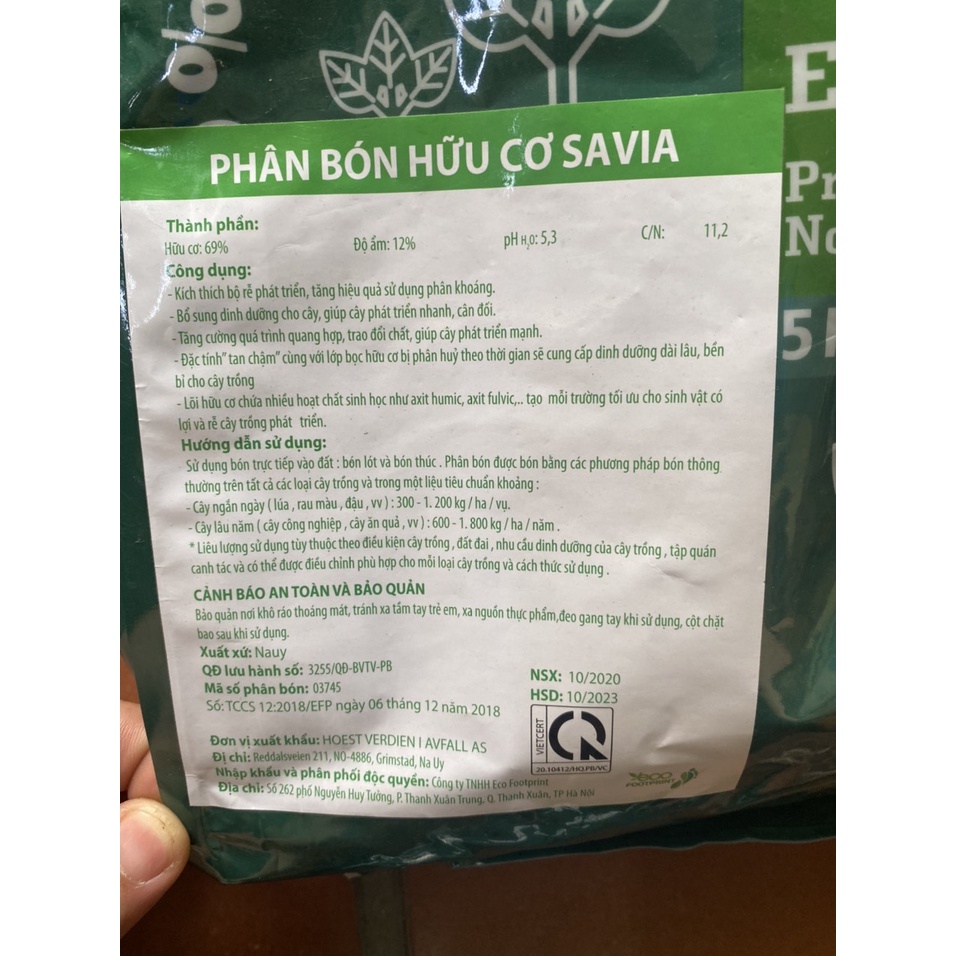 %
E
Pr
No
5
PHÂN BÓN HỮU CƠ SAVIA
Thành phần:
Hữu cơ: 69% Độ ẩm: 12% pH H₂O: 5,3 C/N: 11,2
Công dụng:
- Kích thích bộ rễ phát triển, tăng hiệu quả sử dụng phân khoáng.
- Bổ sung dinh dưỡng cho cây, giúp cây phát triển nhanh, cân đối.
- Tăng cường quá trình quang hợp, trao đổi chất, giúp cây phát triển mạnh.
- Đặc tính" tan chậm" cùng với lớp bọc hữu cơ bị phân huỷ theo thời gian sẽ cung cấp dinh dưỡng dài lâu, bền
bỉ cho cây trồng
- Lõi hữu cơ chứa nhiều hoạt chất sinh học như axit humic, axit fulvic,.. tạo môi trường tối ưu cho sinh vật có
lợi và rễ cây trồng phát triển.
Hướng dẫn sử dụng:
Sử dụng bón trực tiếp vào đất : bón lót và bón thúc . Phân bón được bón bằng các phương pháp bón thông
thường trên tất cả các loại cây trồng và trong một liệu tiêu chuẩn khoảng :
- Cây ngắn ngày ( lúa , rau màu , đậu , vv ) : 300 - 1. 200 kg / ha / vụ.
- Cây lâu năm ( cây công nghiệp , cây ăn quả , vv ) : 600 - 1. 800 kg / ha / năm .
* Liêu lượng sử dụng tùy thuộc theo điều kiện cây trồng , đất đai , nhu cầu dinh dưỡng của cây trồng , tập quán
canh tác và có thể được điều chỉnh phù hợp cho mỗi loại cây trồng và cách thức sử dụng .
CẢNH BÁO AN TOÀN VÀ BẢO QUẢN
Bảo quản nơi khô ráo thoáng mát, tránh xa tầm tay trẻ em, xa nguồn thực phẩm,đeo gang tay khi sử dụng, cột chặt
bao sau khi sử dụng.
Xuất xứ: Nauy
QĐ lưu hành số: 3255/QĐ-BVTV-PB
Mã số phân bón: 03745
Số: TCCS 12:2018/EFP ngày 06 tháng 12 năm 2018
NSX: 10/2020
HSD: 10/2023
VIETCERT
20.10412/HQ.PB/VC
Đơn vị xuất khẩu: HOEST VERDIEN I AVFALL AS
Đị chỉ: Reddalsveien 211, NO-4886, Grimstad, Na Uy
Nhập khẩu và phân phối độc quyền: Công ty TNHH Eco Footprint
Địa chỉ: Số 262 phố Nguyễn Huy Tưởng, P. Thanh Xuân Trung. Q. Thanh Xuân, TP Hà Nội
ECO
FOOTPRINT